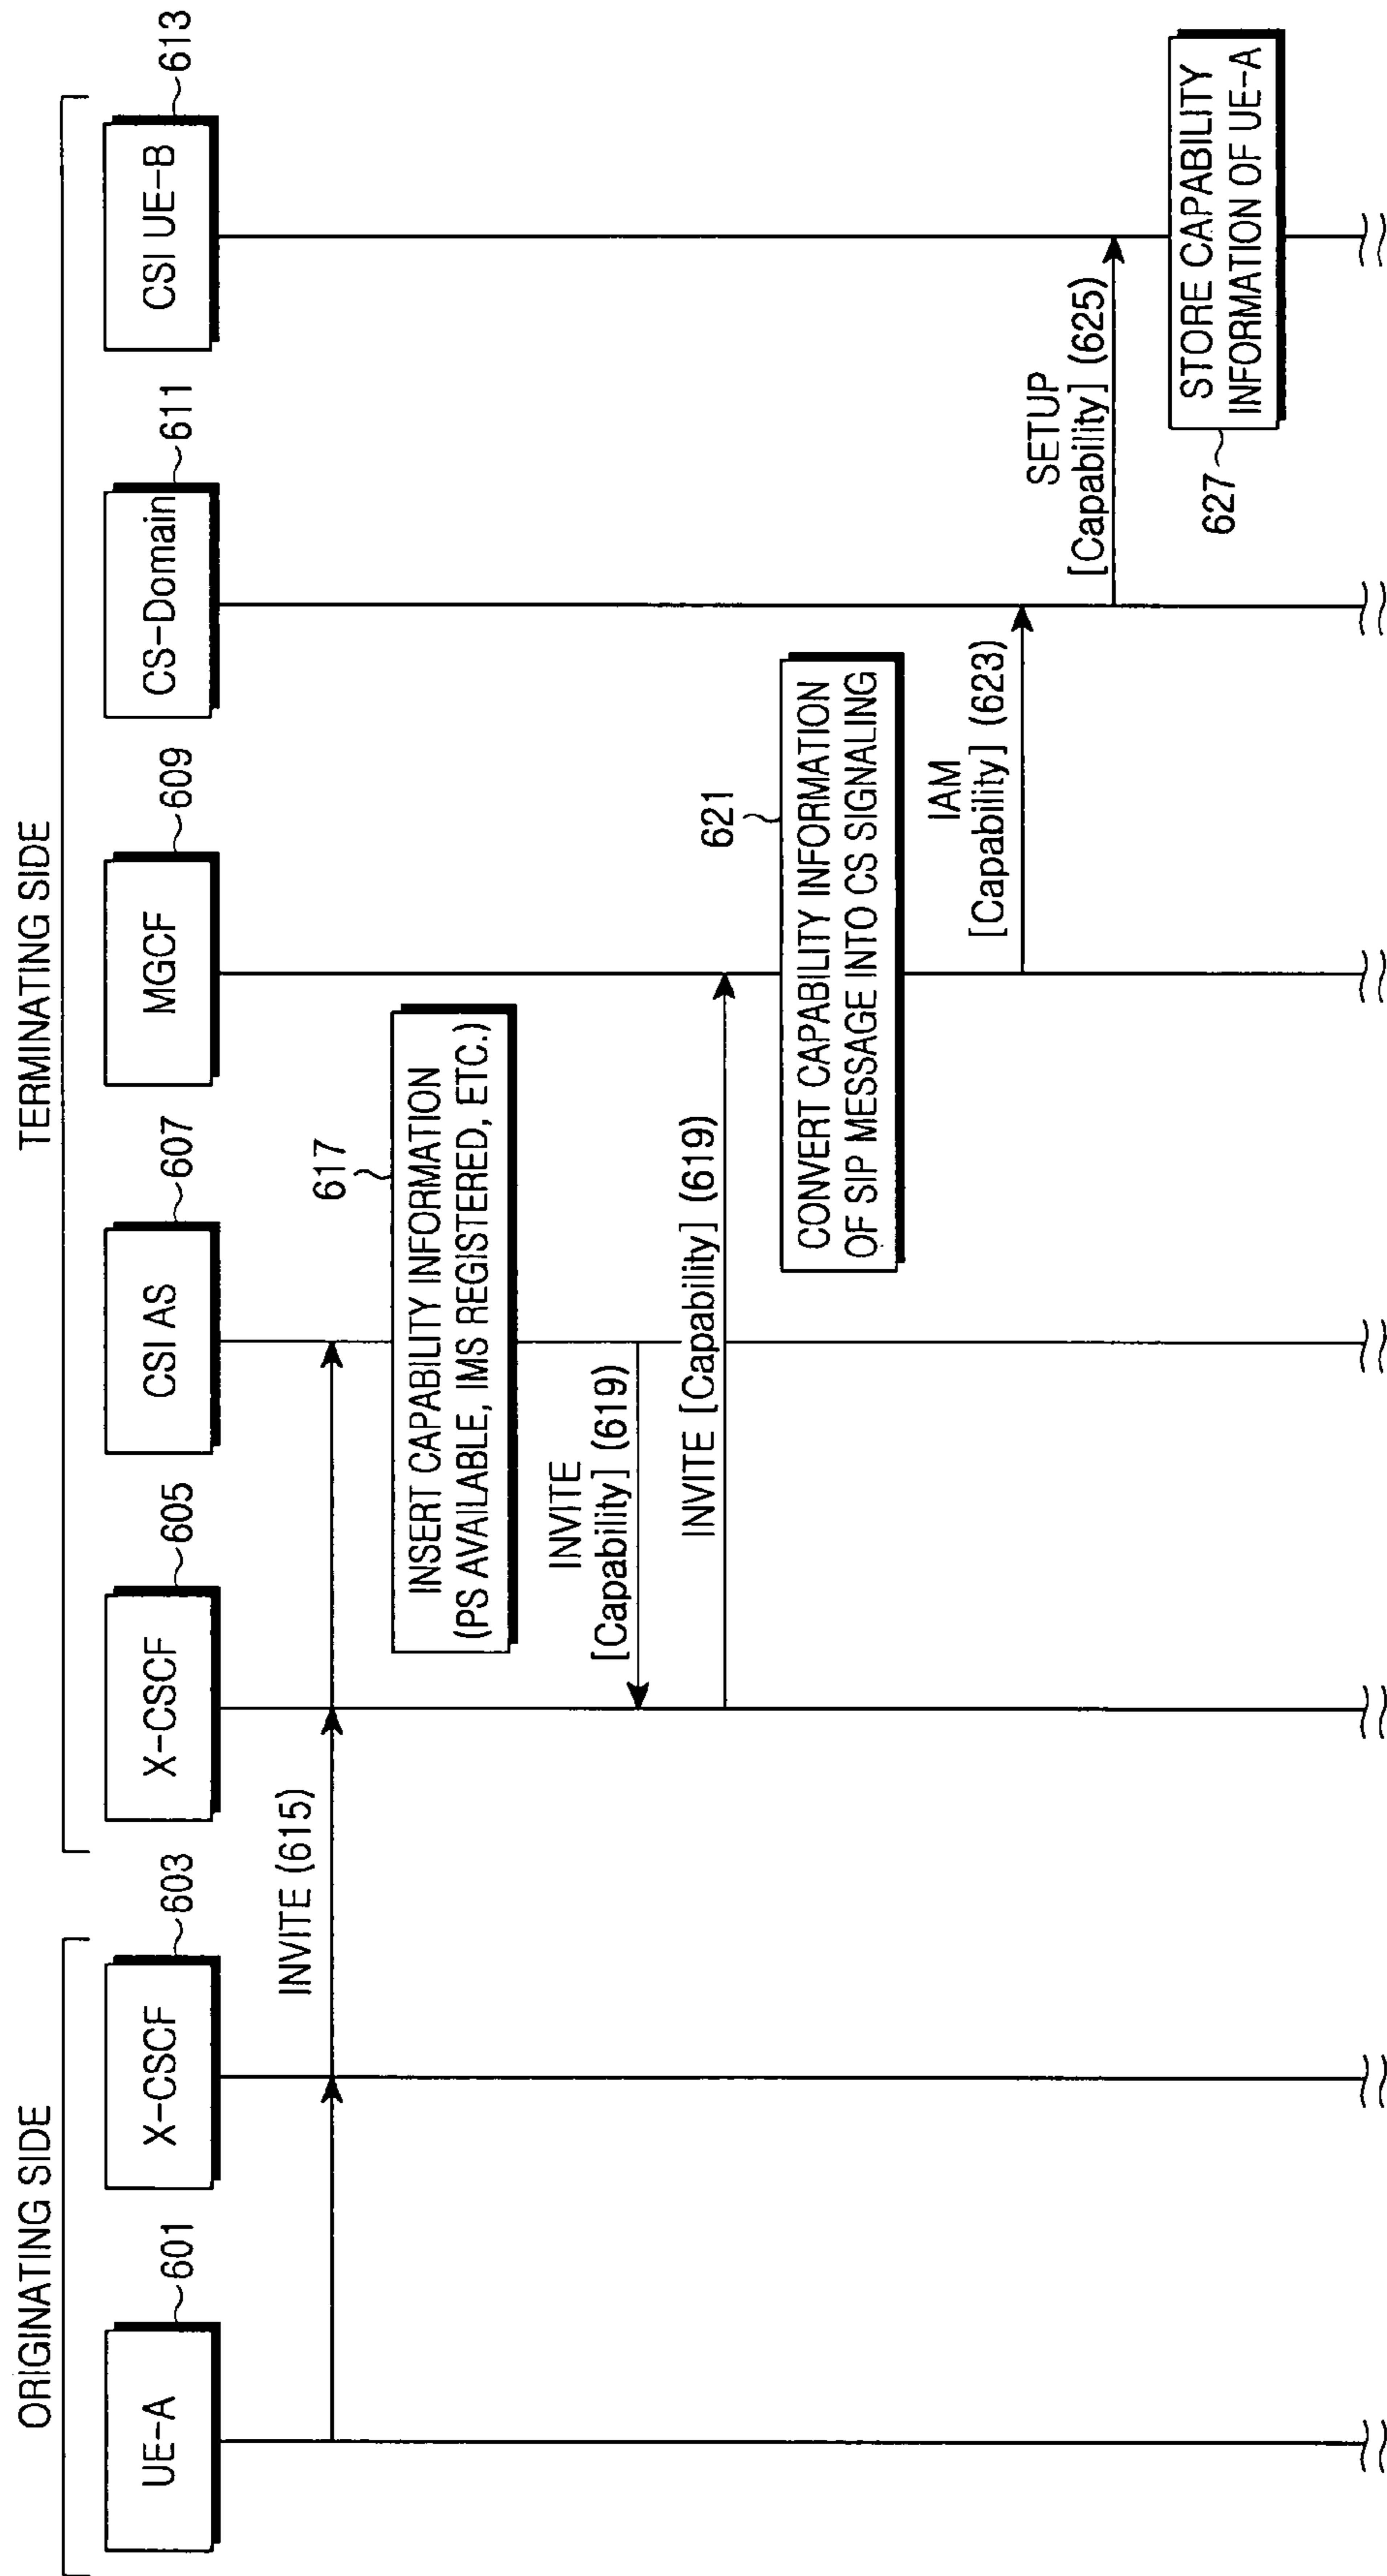 ORIGINATING SIDE
TERMINATING SIDE
UE-A
601
X-CSCF
603
X-CSCF
605
CSI AS
607
MGCF
609
CS-Domain
611
CSI UE-B
613
INVITE (615)
617
INSERT CAPABILITY INFORMATION
(PS AVAILABLE, IMS REGISTERED, ETC.)
INVITE
[Capability] (619)
INVITE [Capability] (619)
621
CONVERT CAPABILITY INFORMATION
OF SIP MESSAGE INTO CS SIGNALING
IAM
[Capability] (623)
SETUP
[Capability] (625)
627
STORE CAPABILITY
INFORMATION OF UE-A